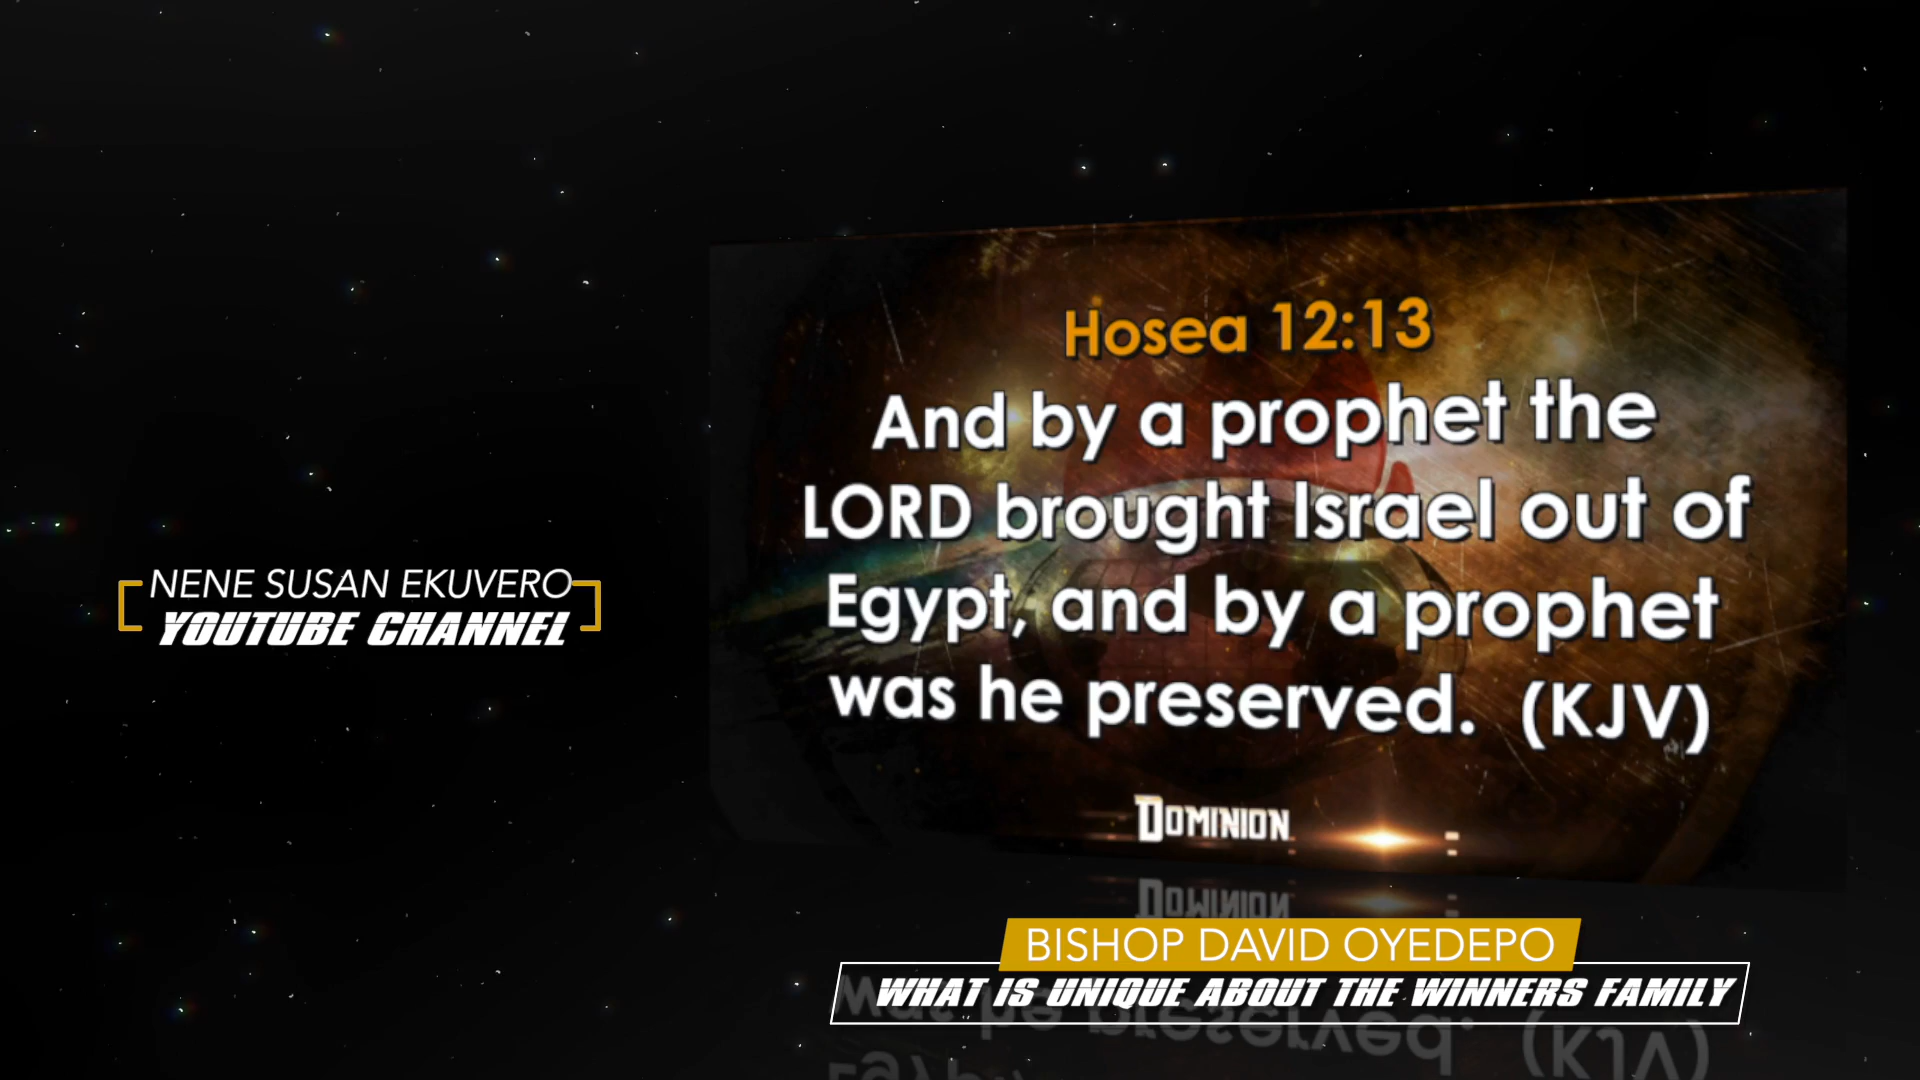 Hosea 12:13
And by a prophet the
LORD brought Israel out of
Egypt, and by a prophet
was he preserved. (KJV)
DOMINION
NENE SUSAN EKUVERO
YOUTUBE CHANNEL
BISHOP DAVID OYEDEPO
WHAT IS UNIQUE ABOUT THE WINNERS FAMILY